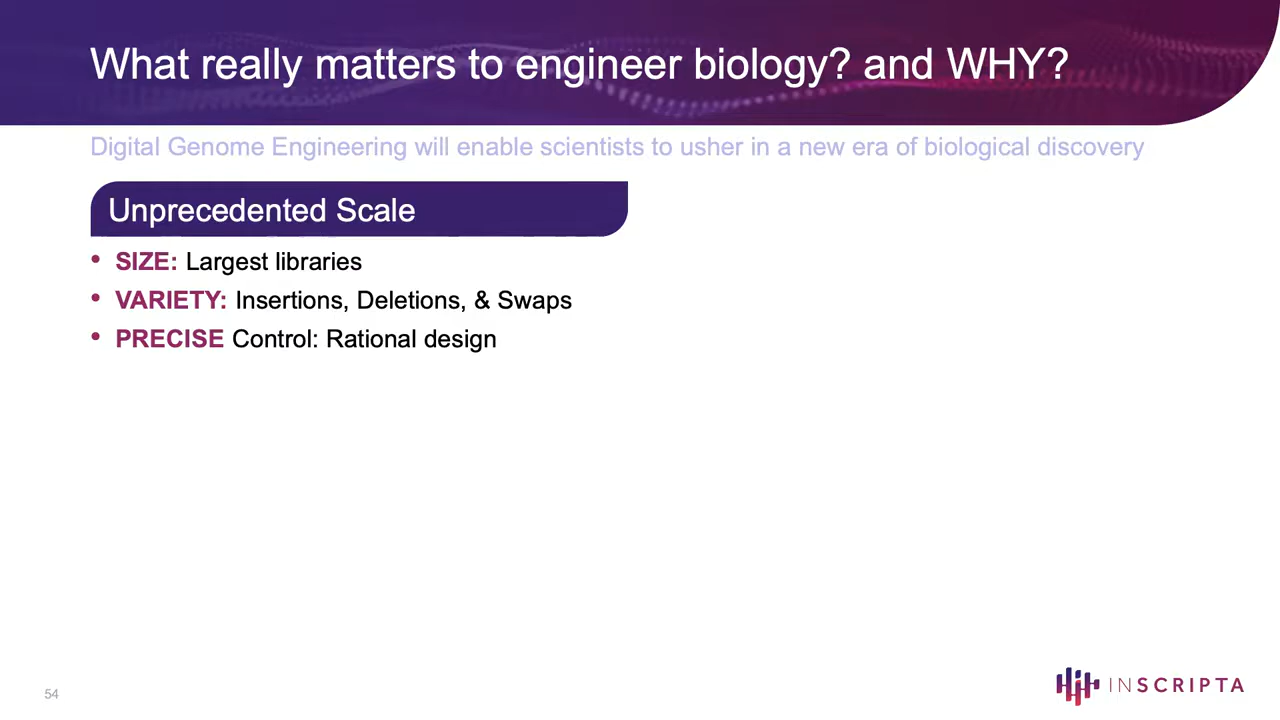 What really matters to engineer biology? and WHY?
Digital Genome Engineering will enable scientists to usher in a new era of biological discovery
Unprecedented Scale
• SIZE: Largest libraries
• VARIETY: Insertions, Deletions, & Swaps
• PRECISE Control: Rational design
54
INSCRIPTA